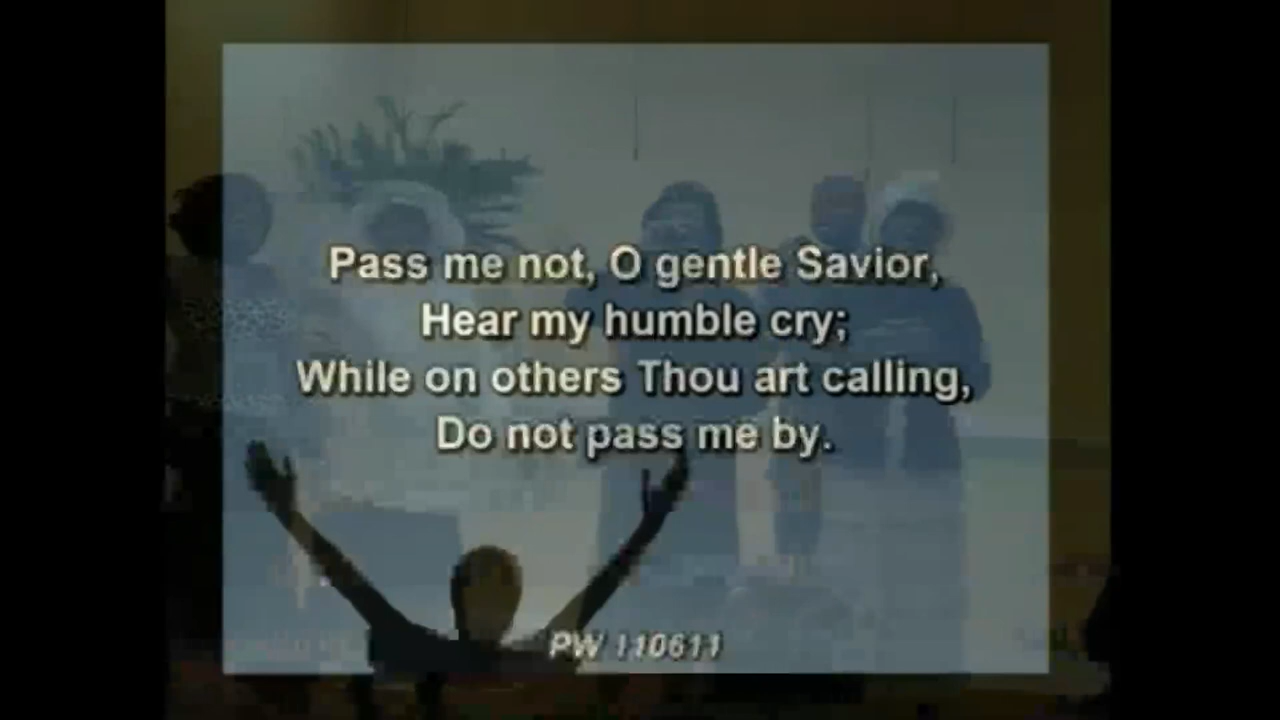 Pass me not, O gentle Savior,
Hear my humble cry;
While on others Thou art calling,
Do not pass me by.
PW 110611